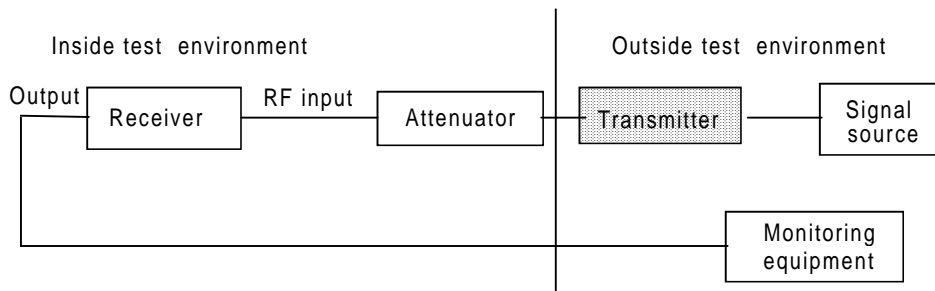 Inside test environment
Outside test environment
Output
Receiver
RF input
Attenuator
Transmitter
Signal
source
Monitoring
equipment